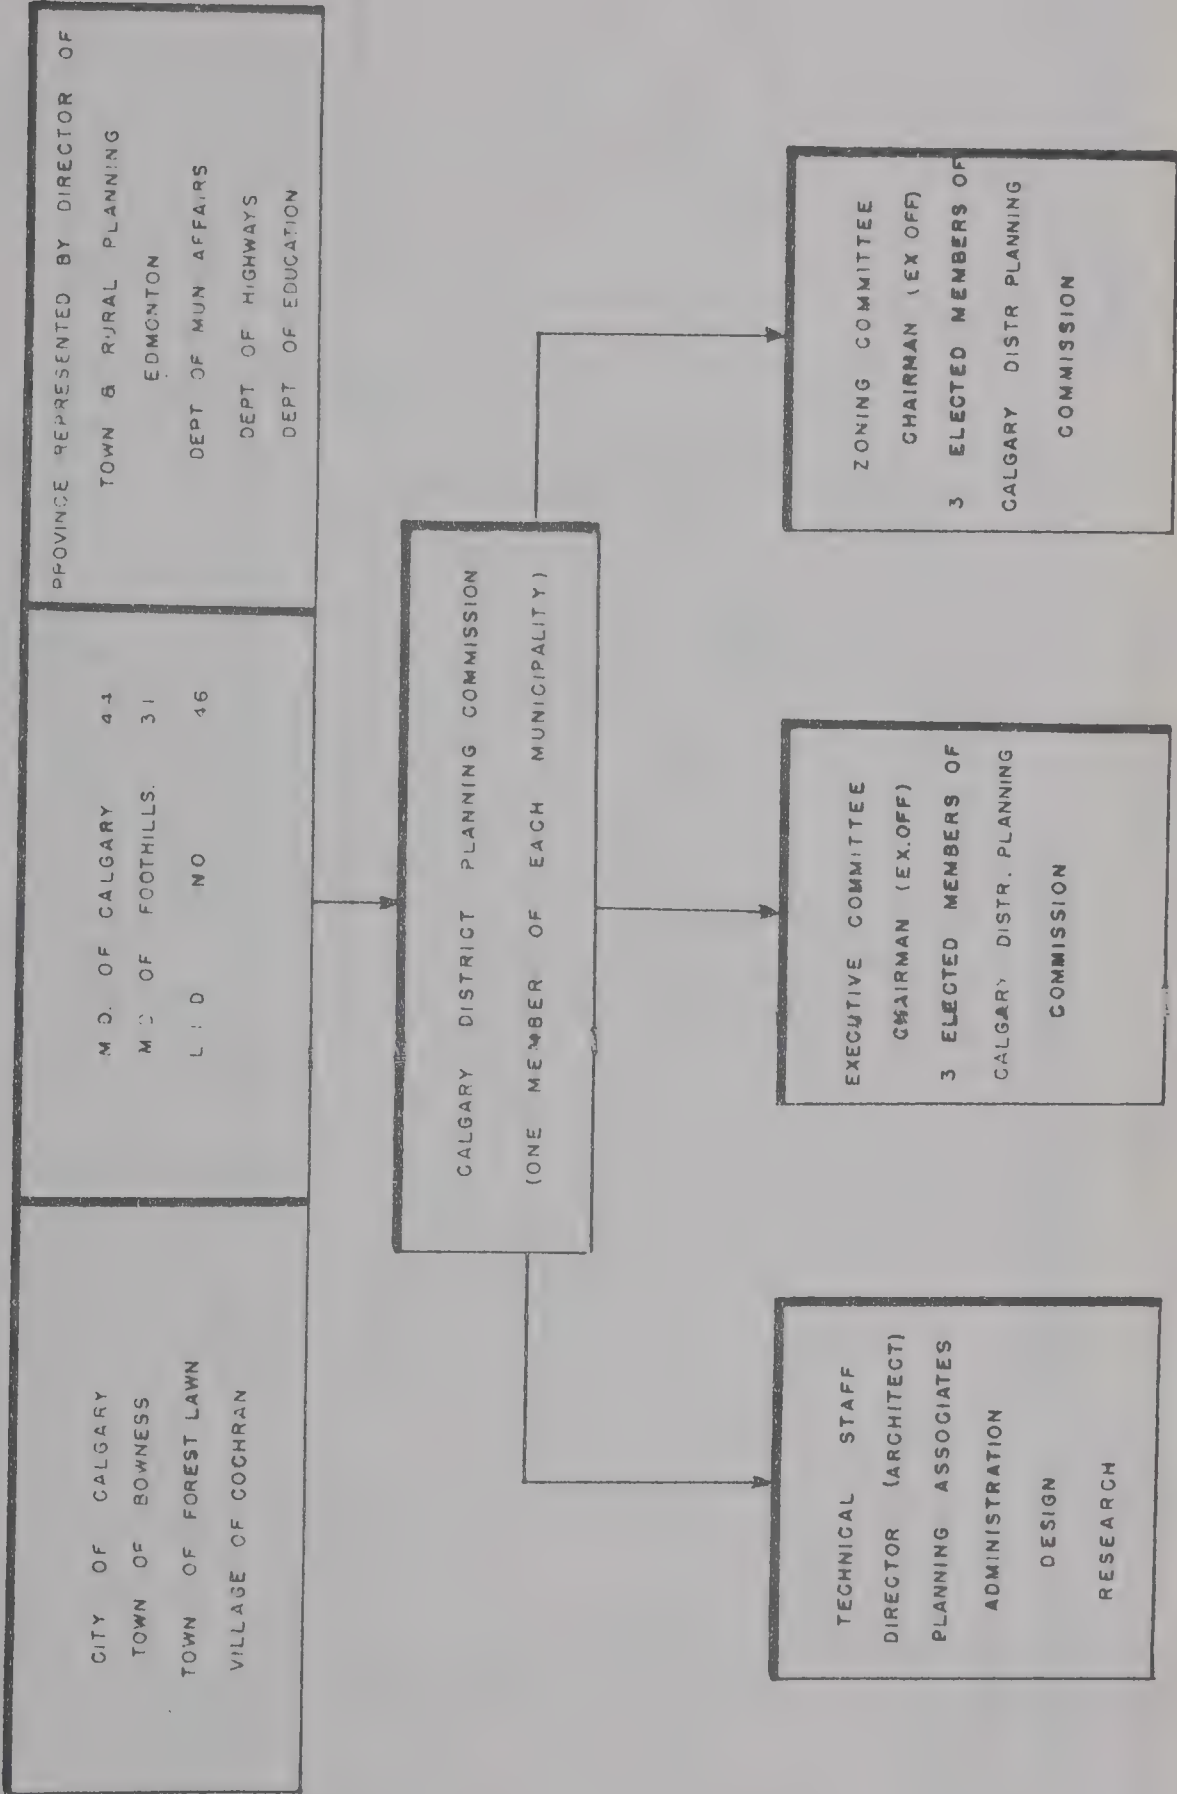 CITY OF CALGARY
TOWN OF BOWNESS
TOWN OF FOREST LAWN
VILLAGE OF COCHRAN
M D. OF CALGARY 44
M D OF FOOTHILLS. 31
L I D NO 46
PROVINCE REPRESENTED BY DIRECTOR OF
TOWN & RURAL PLANNING
EDMONTON
DEPT OF MUN AFFAIRS
DEPT OF HIGHWAYS
DEPT OF EDUCATION
CALGARY DISTRICT PLANNING COMMISSION
(ONE MEMBER OF EACH MUNICIPALITY)
TECHNICAL STAFF
DIRECTOR (ARCHITECT)
PLANNING ASSOCIATES
ADMINISTRATION
DESIGN
RESEARCH
EXECUTIVE COMMITTEE
CHAIRMAN (EX.OFF)
3 ELECTED MEMBERS OF
CALGARY DISTR. PLANNING
COMMISSION
ZONING COMMITTEE
CHAIRMAN (EX OFF)
3 ELECTED MEMBERS OF
CALGARY DISTR PLANNING
COMMISSION